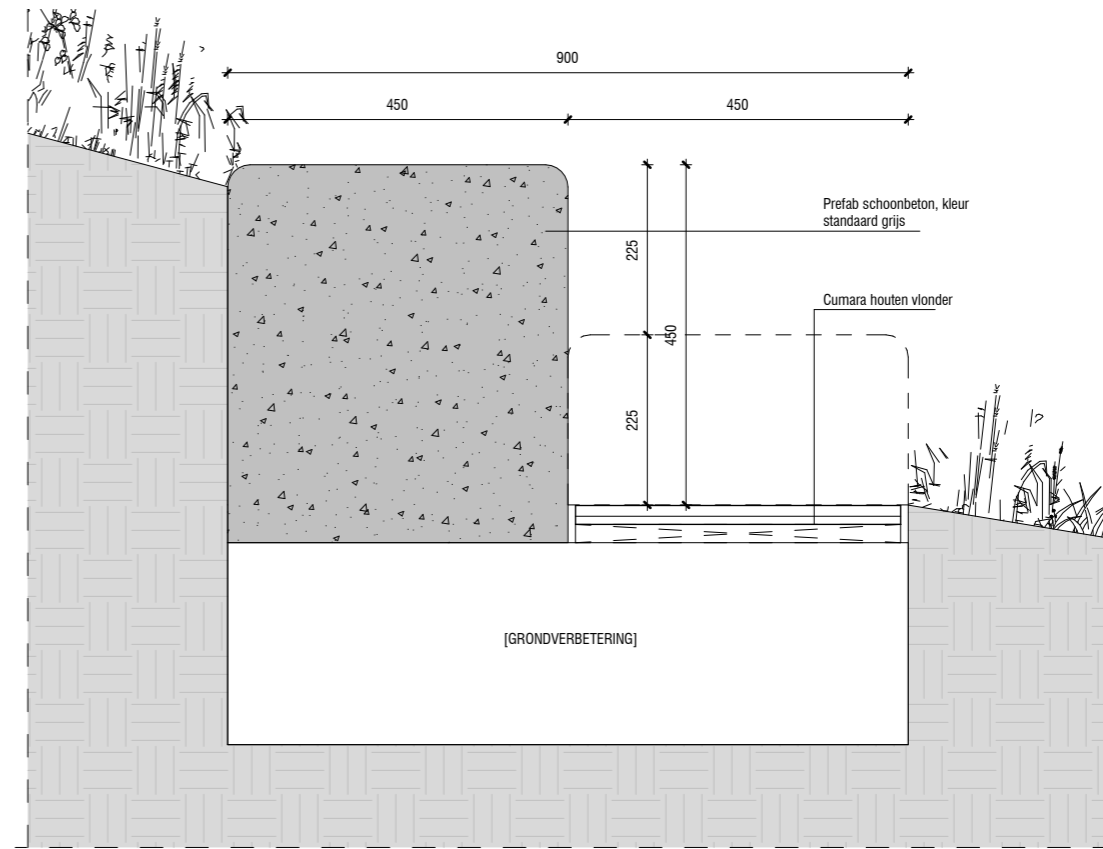 900
450
450
Prefab schoonbeton, kleur
standaard grijs
225
Cumara houten vlonder
450
225
[GRONDVERBETERING]